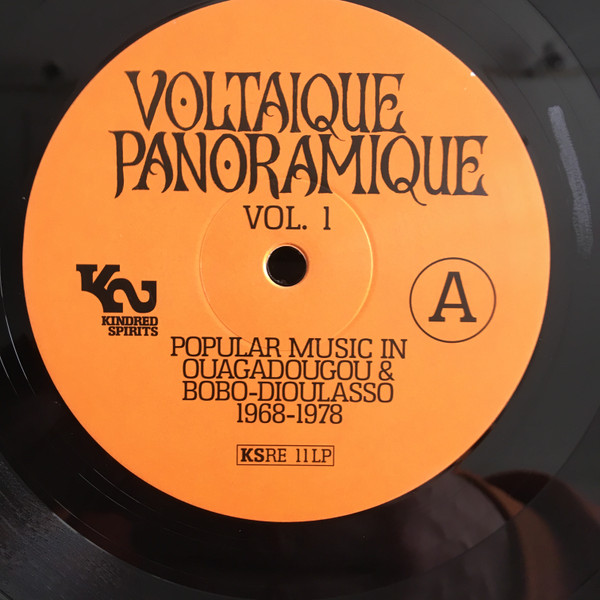 VOLTAIQUE
PANORAMIQUE
VOL. 1
KS
KINDRED
SPIRITS
A
POPULAR MUSIC IN
OUAGADOUGOU &
BOBO-DIOULASSO
1968-1978
KSRE 11LP